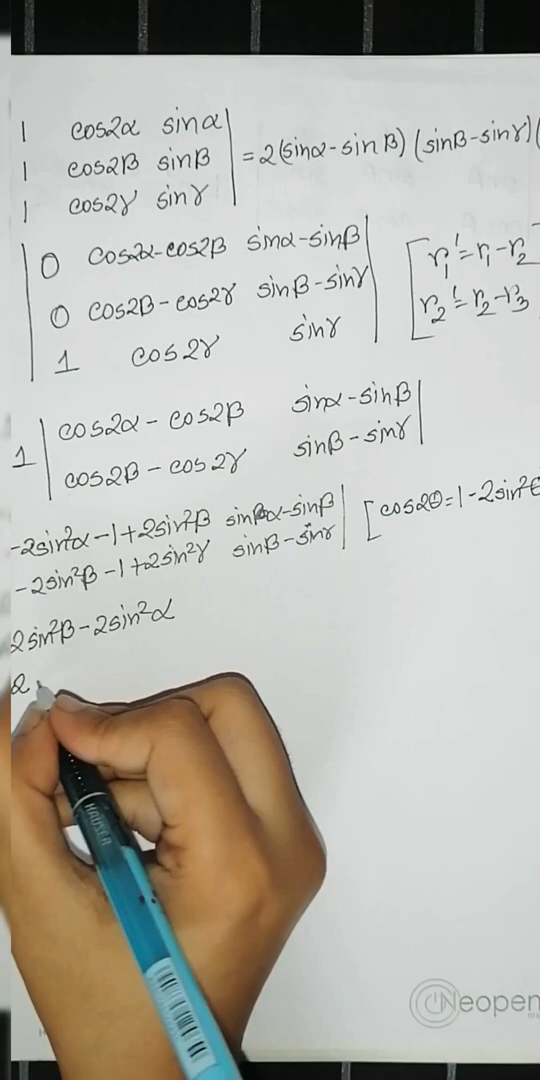 1 cos2α sinα
1 cos2β sinβ = 2(sinα-sinβ) (sinβ-sinγ)(
1 cos2γ sinγ
0 cos2α-cos2β sinα-sinβ [r₁'=r₁-r₂
0 cos2β-cos2γ sinβ-sinγ r₂'=r₂-r₃
1 cos2γ sinγ
1 | cos2α - cos2β sinα-sinβ |
cos2β - cos2γ sinβ-sinγ
-2sin²α-1+2sin²β sinα-sinβ [cos2θ=1-2sin²θ
-2sin²β-1+2sin²γ sinβ-sinγ
2sin²β-2sin²α
2
HAUSER
Neopen